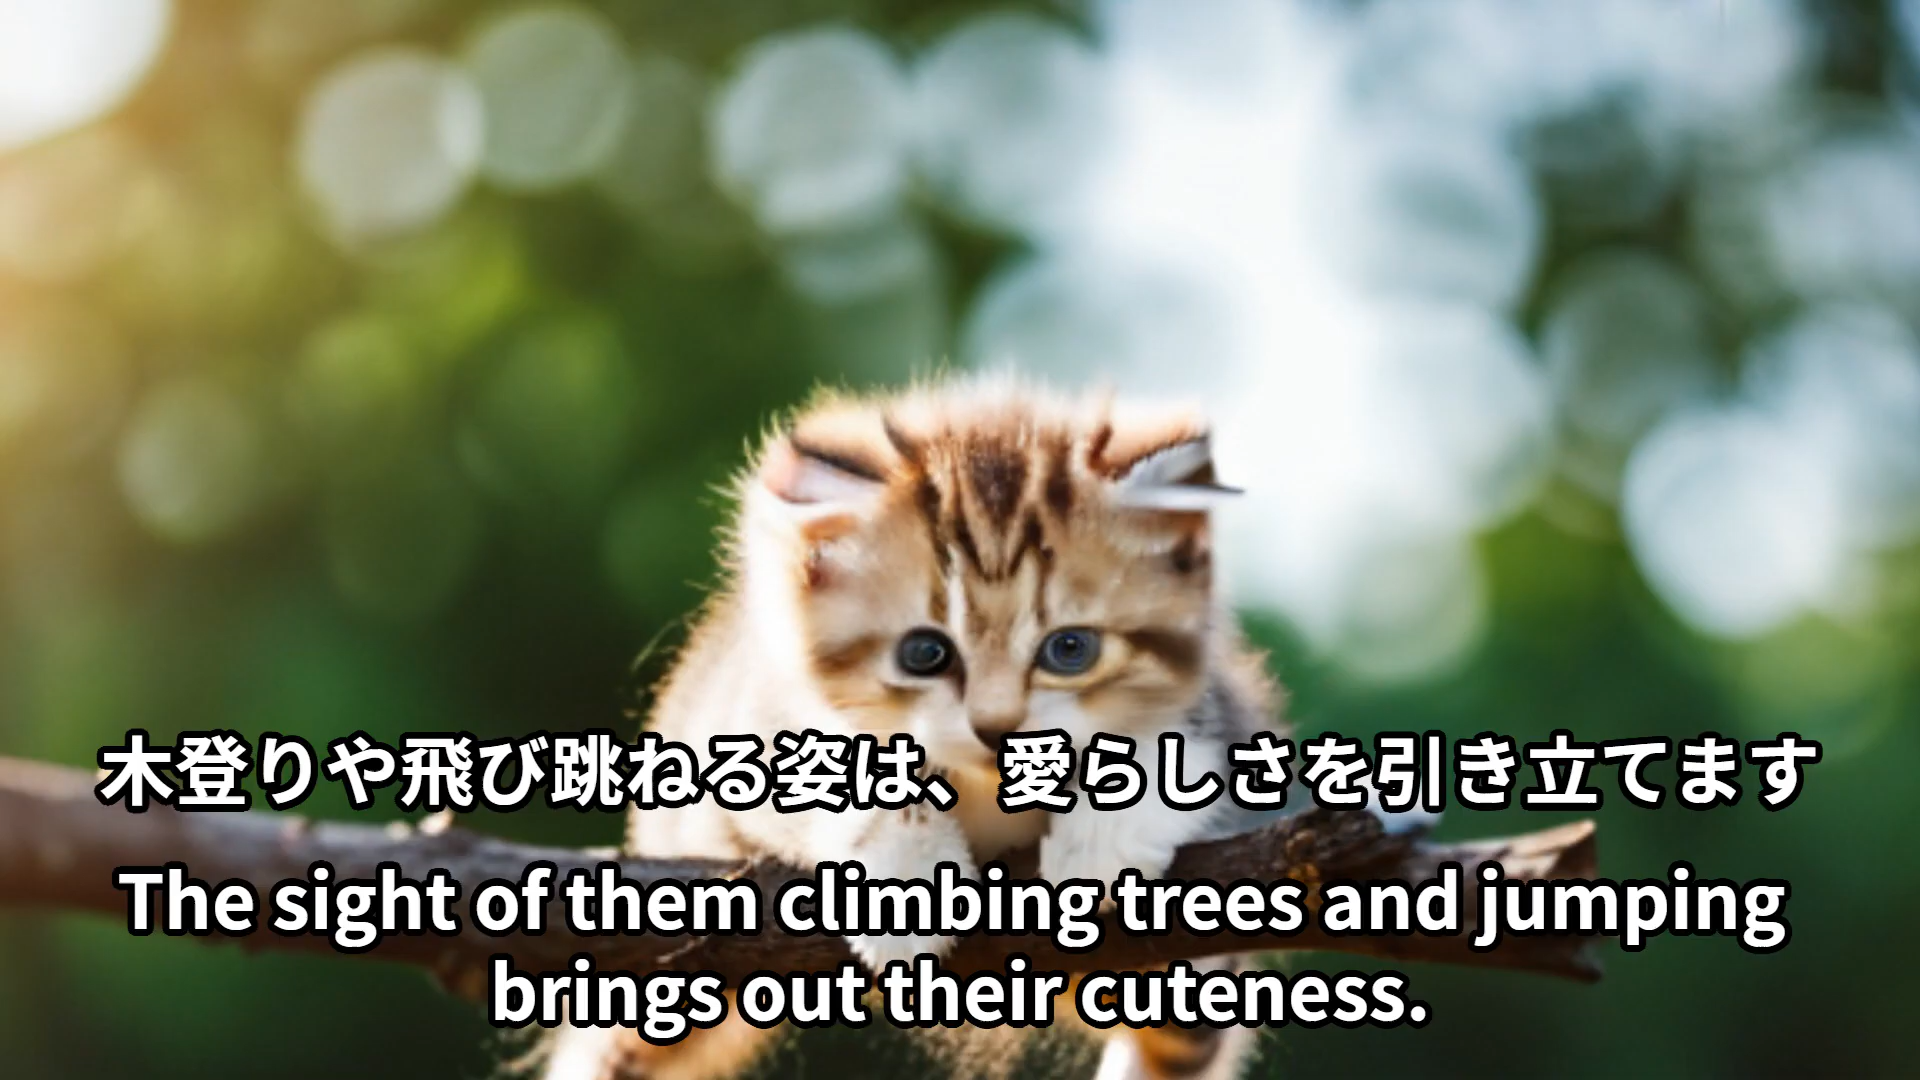 木登りや飛び跳ねる姿は、愛らしさを引き立てます
The sight of them climbing trees and jumping
brings out their cuteness.